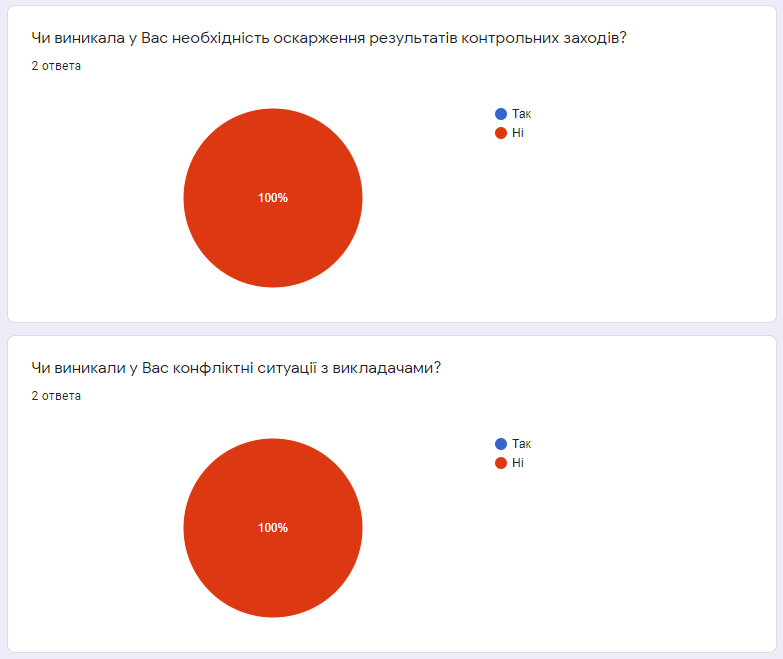 Чи виникала у Вас необхідність оскарження результатів контрольних заходів?
2 ответа
Так
Ні
100%
Чи виникали у Вас конфліктні ситуації з викладачами?
2 ответа
Так
Ні
100%